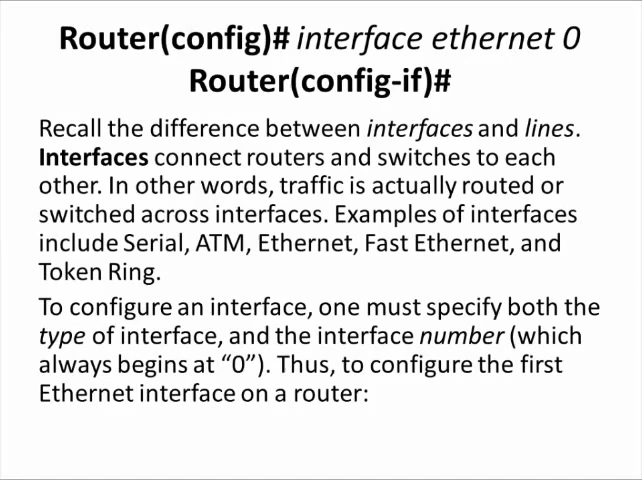 Router(config)# interface ethernet 0
Router(config-if)#
Recall the difference between interfaces and lines.
Interfaces connect routers and switches to each
other. In other words, traffic is actually routed or
switched across interfaces. Examples of interfaces
include Serial, ATM, Ethernet, Fast Ethernet, and
Token Ring.
To configure an interface, one must specify both the
type of interface, and the interface number (which
always begins at “0”). Thus, to configure the first
Ethernet interface on a router: